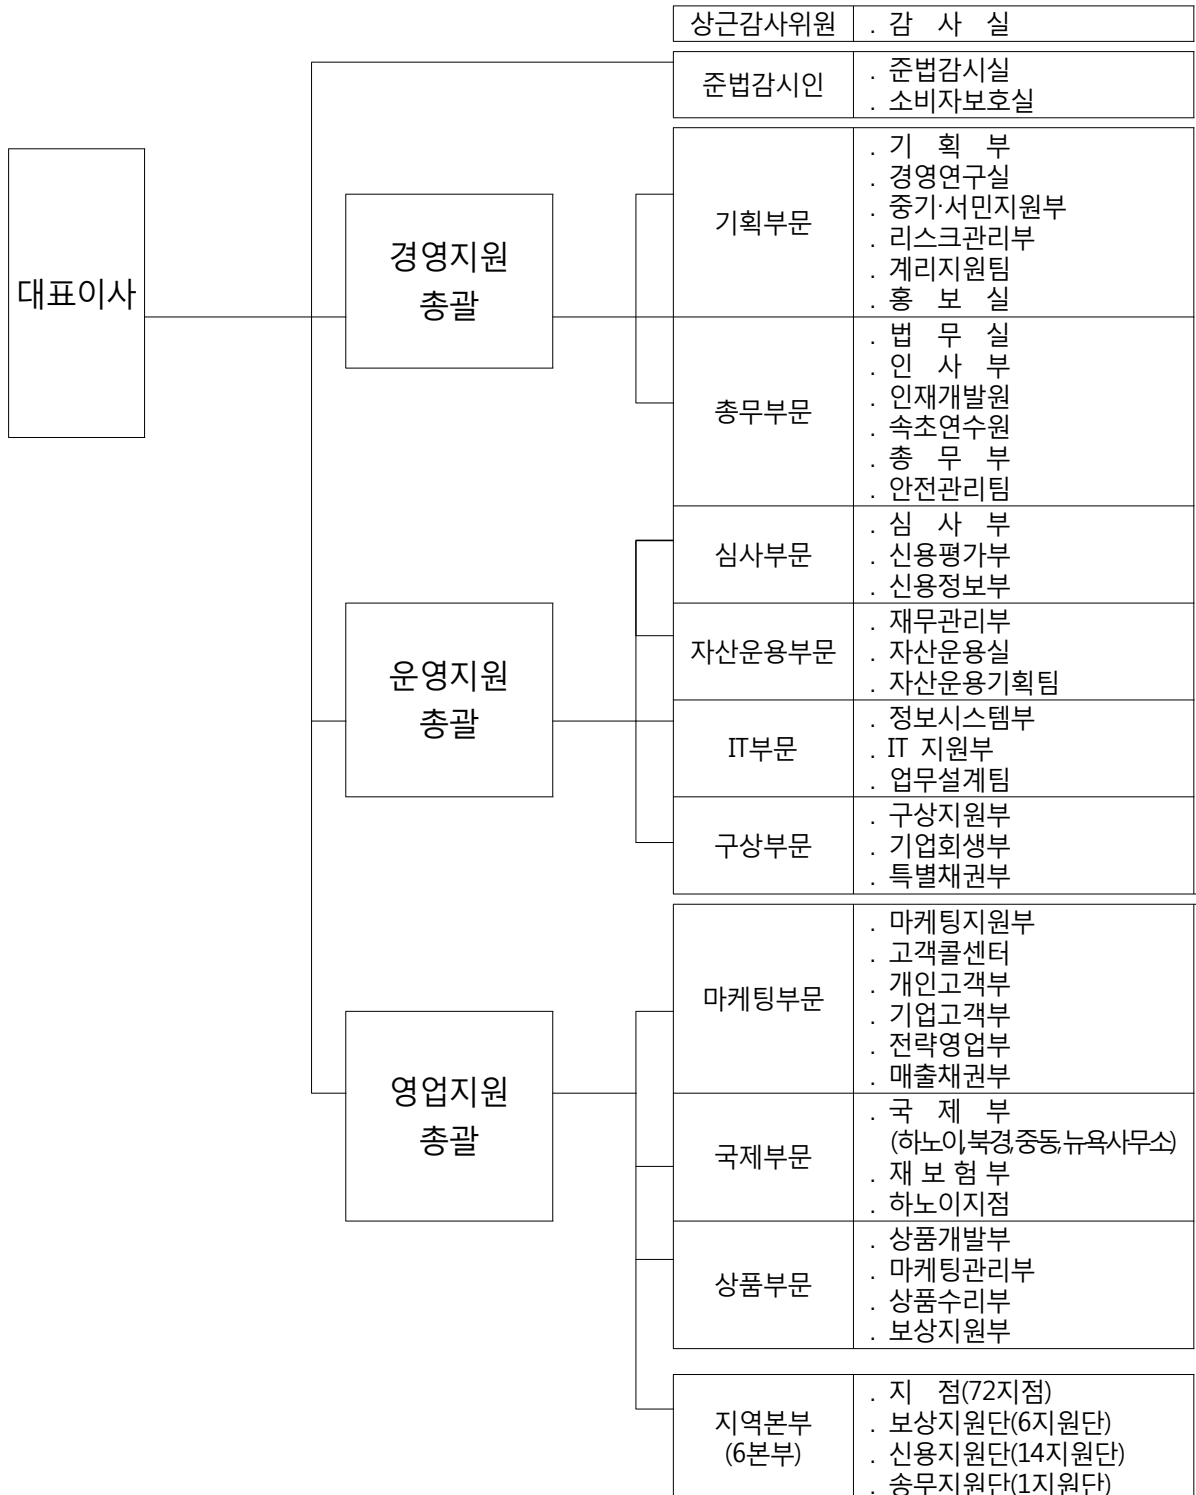 상근감사위원
. 감 사 실
준법감시인
. 준법감시실
. 소비자보호실
대표이사
경영지원
총괄
기획부문
. 기 획 부
. 경영연구실
. 중기·서민지원부
. 리스크관리부
. 계리지원팀
. 홍 보 실
총무부문
. 법 무 실
. 인 사 부
. 인재개발원
. 속초연수원
. 총 무 부
. 안전관리팀
운영지원
총괄
심사부문
. 심 사 부
. 신용평가부
. 신용정보부
자산운용부문
. 재무관리부
. 자산운용실
. 자산운용기획팀
IT부문
. 정보시스템부
. IT 지원부
. 업무설계팀
구상부문
. 구상지원부
. 기업회생부
. 특별채권부
영업지원
총괄
마케팅부문
. 마케팅지원부
. 고객콜센터
. 개인고객부
. 기업고객부
. 전략영업부
. 매출채권부
국제부문
. 국 제 부
(하노이,북경,중동,뉴욕사무소)
. 재 보 험 부
. 하노이지점
상품부문
. 상품개발부
. 마케팅관리부
. 상품수리부
. 보상지원부
지역본부
(6본부)
. 지 점(72지점)
. 보상지원단(6지원단)
. 신용지원단(14지원단)
. 송무지원단(1지원단)